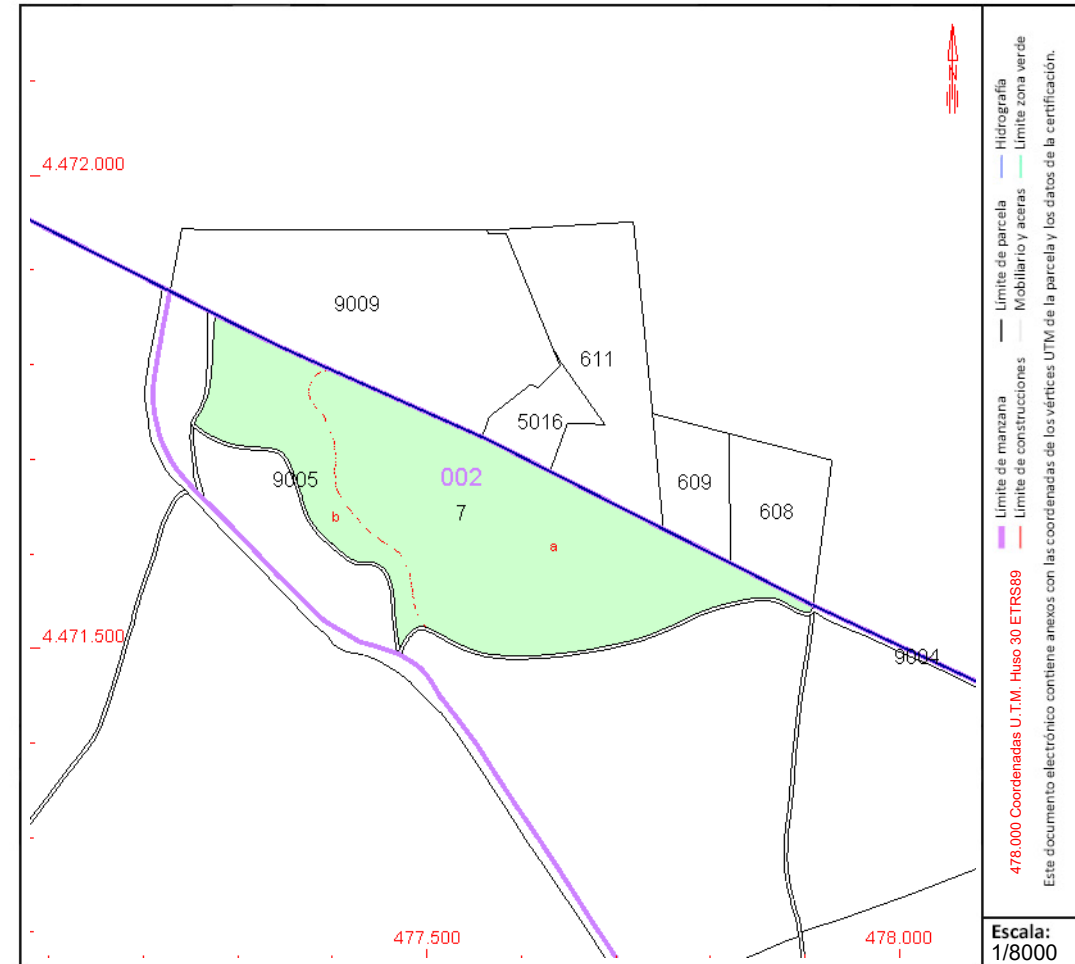 N
4.472.000
9009
611
5016
9005
002
609
7
608
b
a
4.471.500
9004
477.500
478.000
Límite de manzana
Límite de parcela
Hidrografía
478.000 Coordenadas U.T.M. Huso 30 ETRS89
Límite de construcciones
Mobiliario y aceras
Límite zona verde
Este documento electrónico contiene anexos con las coordenadas de los vértices UTM de la parcela y los datos de la certificación.
Escala:
1/8000